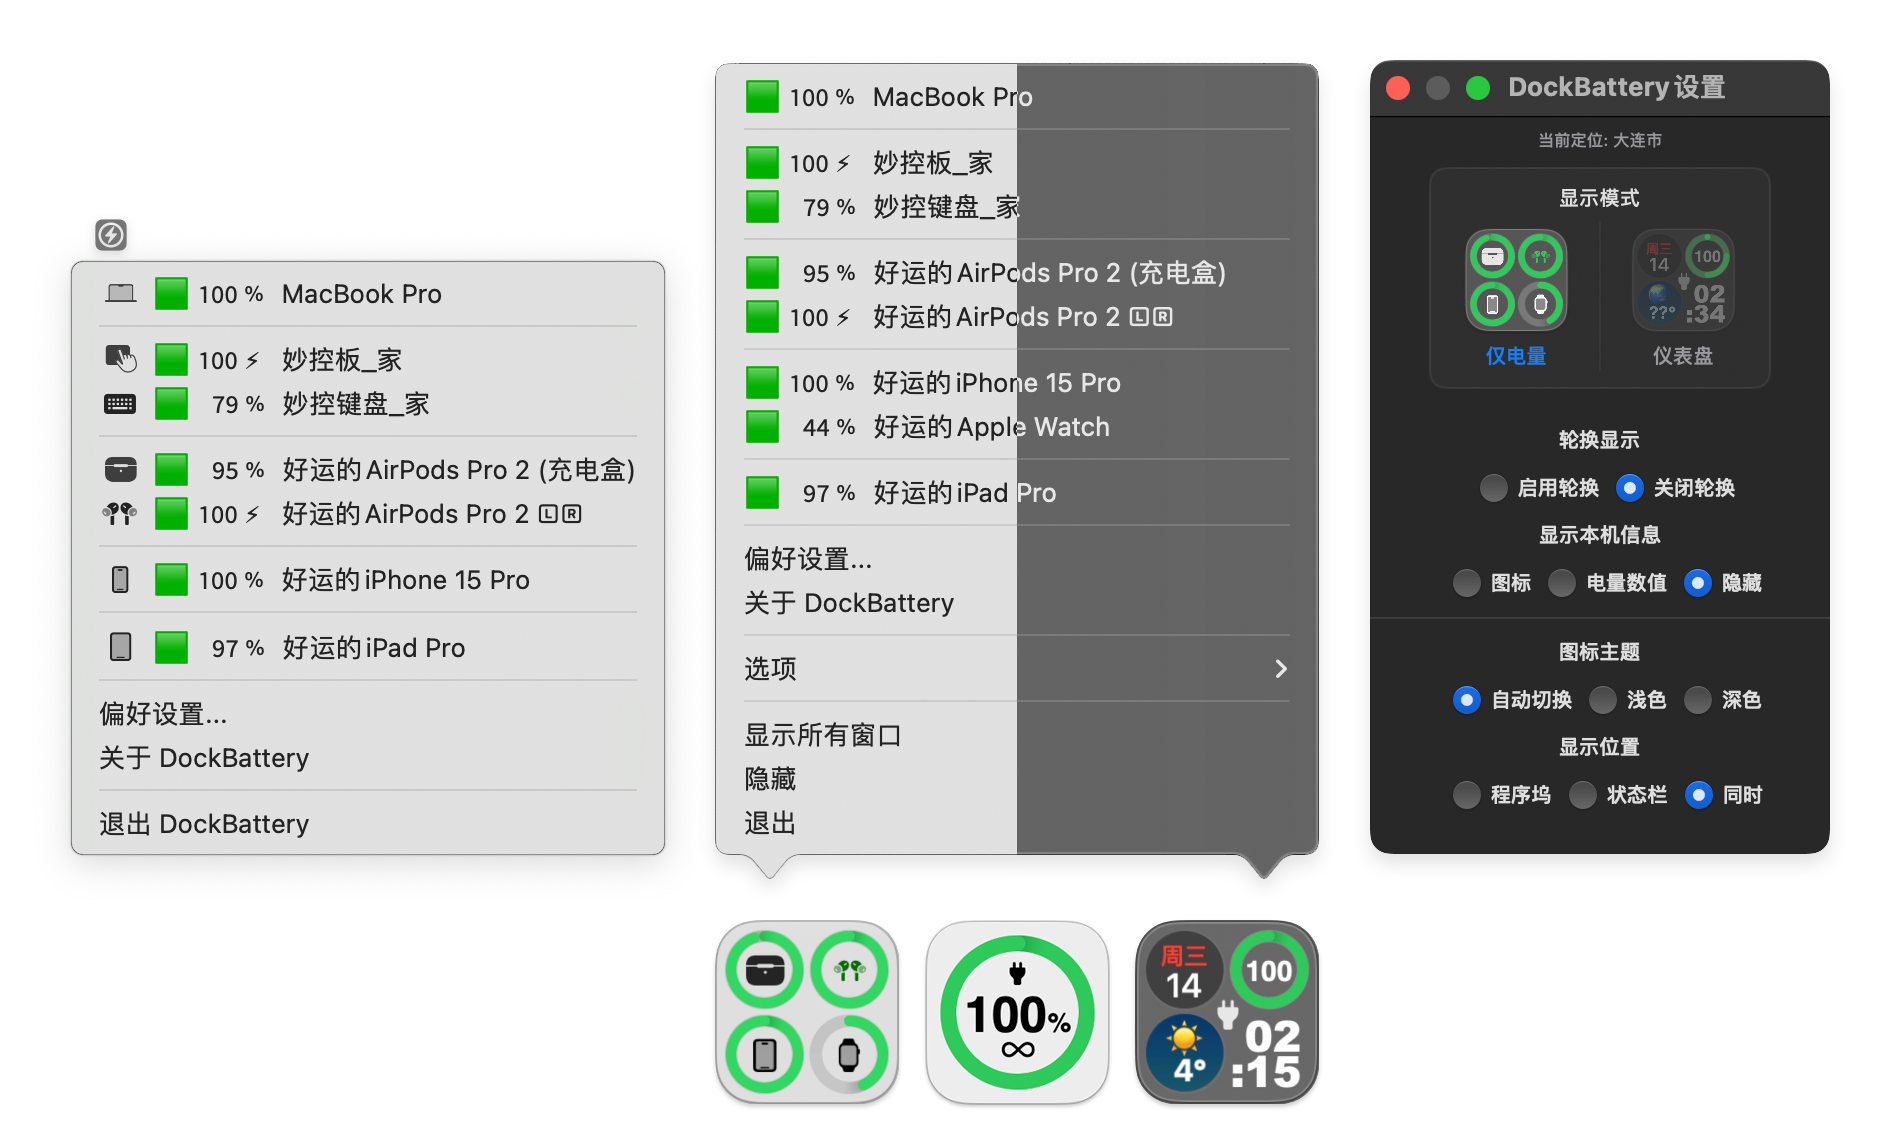 100 % MacBook Pro
100 ⚡ 妙控板_家
79 % 妙控键盘_家
95 % 好运的AirPods Pro 2 (充电盒)
100 ⚡ 好运的AirPods Pro 2 🄻🅁
100 % 好运的iPhone 15 Pro
97 % 好运的iPad Pro
偏好设置...
关于 DockBattery
退出 DockBattery
100 % MacBook Pro
100 ⚡ 妙控板_家
79 % 妙控键盘_家
95 % 好运的AirPods Pro 2 (充电盒)
100 ⚡ 好运的AirPods Pro 2 🄻🅁
100 % 好运的iPhone 15 Pro
44 % 好运的Apple Watch
97 % 好运的iPad Pro
偏好设置...
关于 DockBattery
选项
显示所有窗口
隐藏
退出
100%
∞
周三
14
100
4°
02
:15
DockBattery设置
当前定位: 大连市
显示模式
周三
14
100
??°
02
:34
仅电量 仪表盘
轮换显示
启用轮换 关闭轮换
显示本机信息
图标 电量数值 隐藏
图标主题
自动切换 浅色 深色
显示位置
程序坞 状态栏 同时